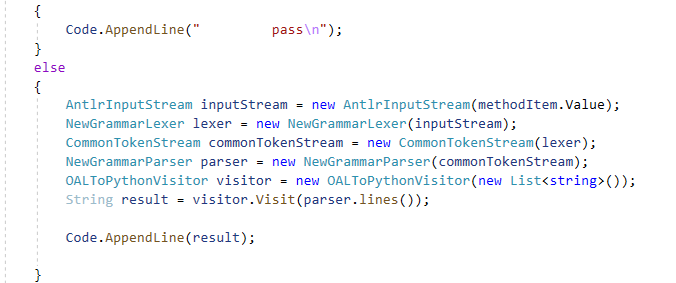 {
    Code.AppendLine("         pass\n");
}
else
{
    AntlrInputStream inputStream = new AntlrInputStream(methodItem.Value);
    NewGrammarLexer lexer = new NewGrammarLexer(inputStream);
    CommonTokenStream commonTokenStream = new CommonTokenStream(lexer);
    NewGrammarParser parser = new NewGrammarParser(commonTokenStream);
    OALToPythonVisitor visitor = new OALToPythonVisitor(new List<string>());
    String result = visitor.Visit(parser.lines());

    Code.AppendLine(result);

}